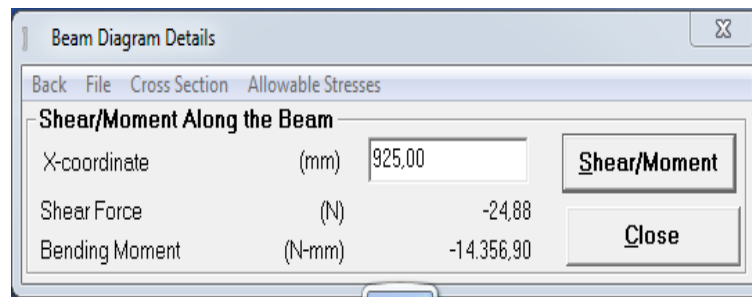 Beam Diagram Details
Back File Cross Section Allowable Stresses
Shear/Moment Along the Beam
X-coordinate (mm) 925,00 Shear/Moment
Shear Force (N) -24,88
Bending Moment (N-mm) -14.356,90 Close